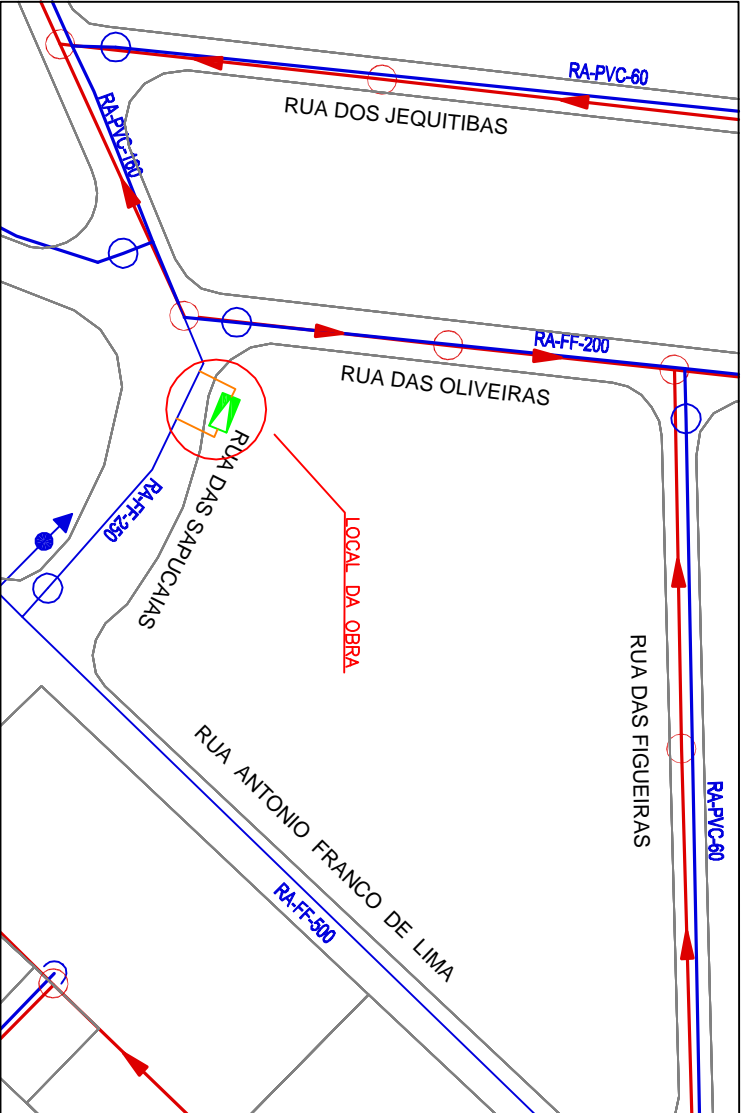 RA-PVC-60
RUA DOS JEQUITIBAS
RA-PVC-160
RA-FF-200
RUA DAS OLIVEIRAS
RUA DAS SAPUCAIAS
RA-FF-250
LOCAL DA OBRA
RUA DAS FIGUEIRAS
RA-PVC-60
RUA ANTONIO FRANCO DE LIMA
RA-FF-500